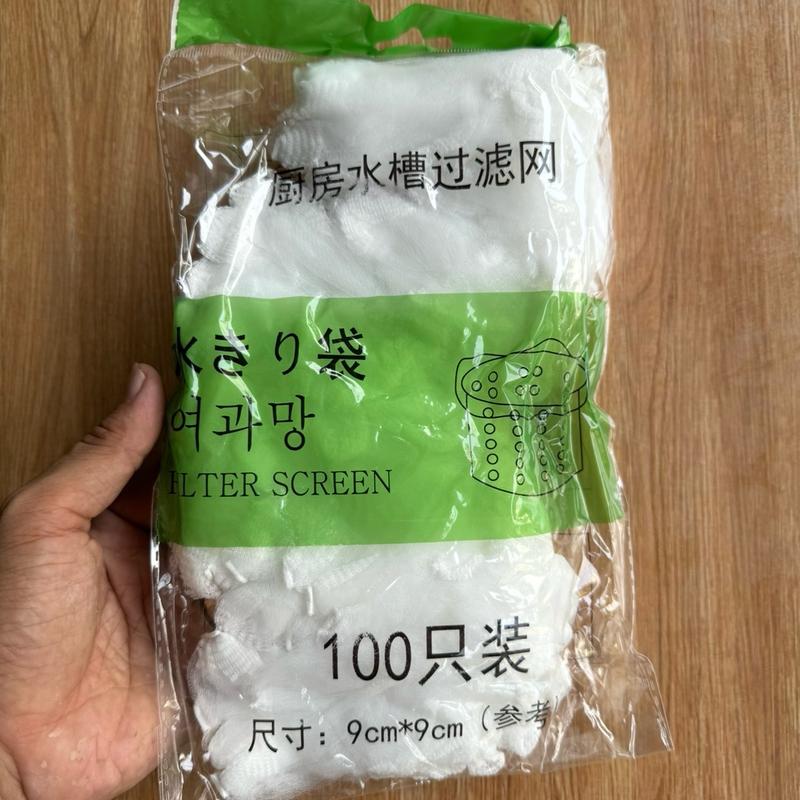 厨房水槽过滤网
水きり袋
여과망
FILTER SCREEN
100只装
尺寸：9cm*9cm（参考）